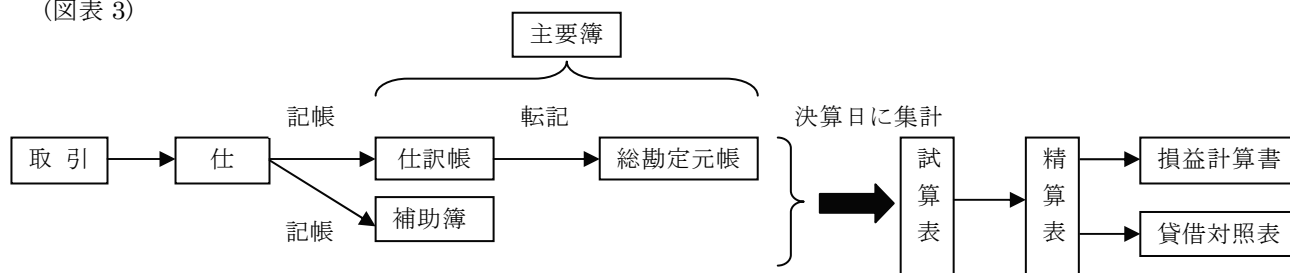 (図表 3)
主要簿
記帳
転記
決算日に集計
取 引
仕
仕訳帳
総勘定元帳
試算表
精算表
損益計算書
記帳
補助簿
貸借対照表